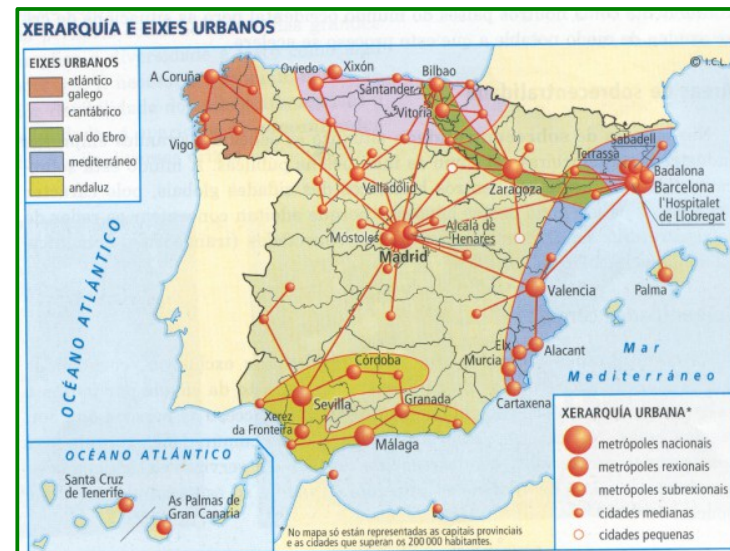 XERARQUÍA E EIXES URBANOS
© I.C.L.
EIXES URBANOS
atlántico
galego
cantábrico
val do Ebro
mediterráneo
andaluz
A Coruña
Vigo
Oviedo
Xixón
Santander
Bilbao
Vitoria
Valladolid
Zaragoza
Terrassa
Sabadell
Badalona
Barcelona
l'Hospitalet
de Llobregat
Móstoles
Alcalá de
Henares
Madrid
Valencia
Palma
Elx
Alacant
Murcia
Cartaxena
Córdoba
Sevilla
Granada
Xerez
da Fronteira
Málaga
OCÉANO ATLÁNTICO
Mar
Mediterráneo
OCÉANO ATLÁNTICO
Santa Cruz
de Tenerife
As Palmas de
Gran Canaria
XERARQUÍA URBANA*
metrópoles nacionais
metrópoles rexionais
metrópoles subrexionais
cidades medianas
cidades pequenas
* No mapa só están representadas as capitais provinciais
e as cidades que superan os 200 000 habitantes.